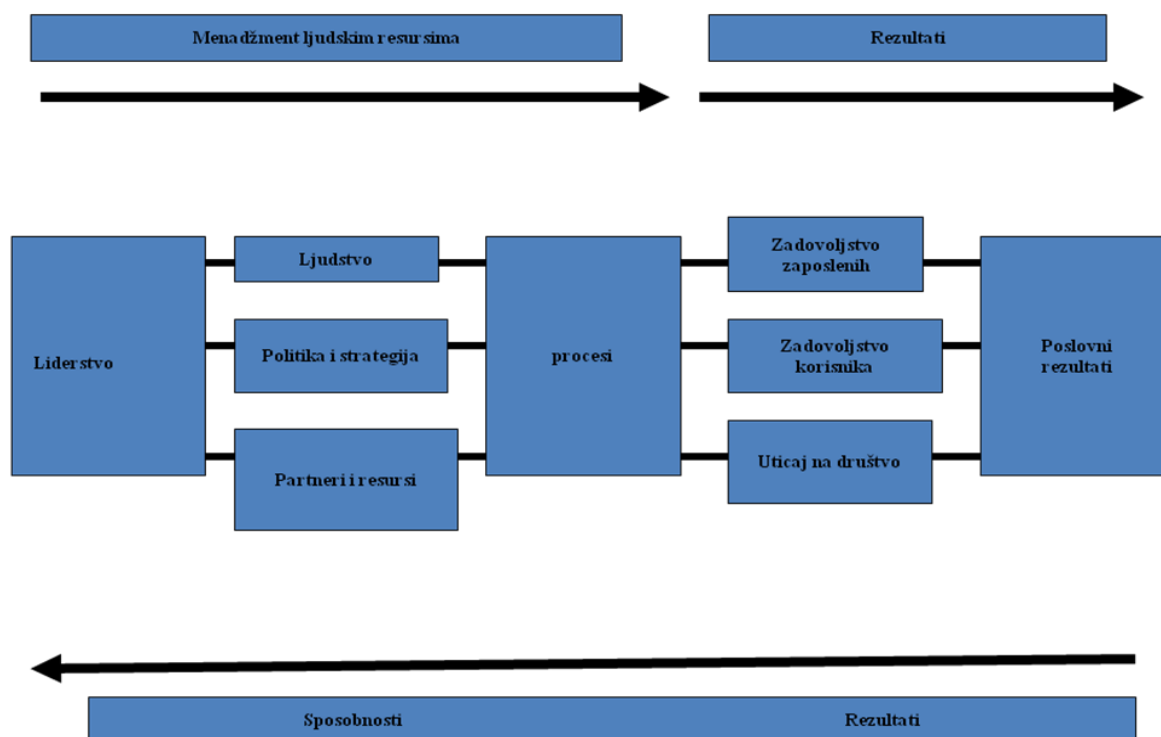 Menadžment ljudskim resursima
Rezultati
Liderstvo
Ljudstvo
Politika i strategija
Partneri i resursi
procesi
Zadovoljstvo
zaposlenih
Zadovoljstvo
korisnika
Uticaj na društvo
Poslovni
rezultati
Sposobnosti
Rezultati